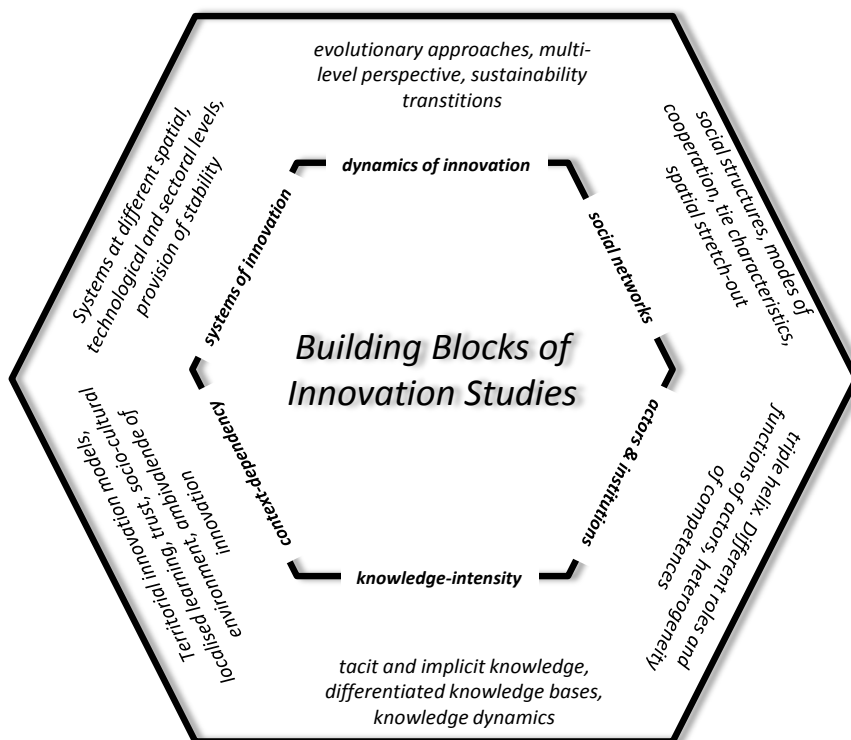 evolutionary approaches, multi-
level perspective, sustainability
transtitions
dynamics of innovation
social structures, modes of
cooperation, tie characteristics,
spatial stretch-out
social networks
triple helix. Different roles and
functions of actors, heterogeneity
of competences
actors & institutions
tacit and implicit knowledge,
differentiated knowledge bases,
knowledge dynamics
knowledge-intensity
Territorial innovation models,
localised learning, trust, socio-cultural
environment, ambivalende of
innovation
context-dependency
Systems at different spatial,
technological and sectoral levels,
provision of stability
systems of innovation
Building Blocks of
Innovation Studies